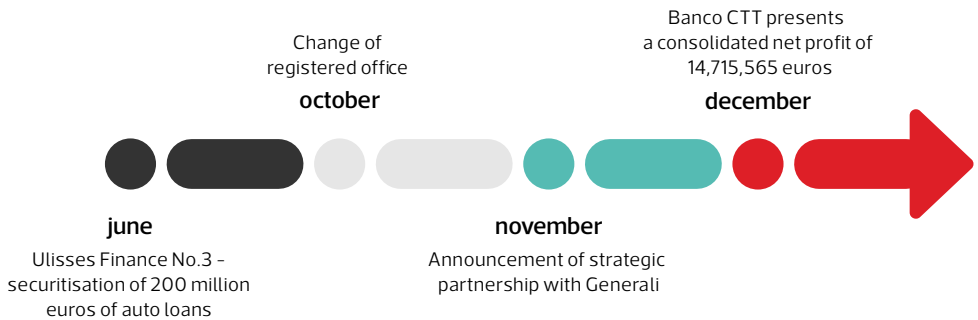 june
Ulisses Finance No.3 -
securitisation of 200 million
euros of auto loans
Change of
registered office
october
november
Announcement of strategic
partnership with Generali
Banco CTT presents
a consolidated net profit of
14,715,565 euros
december